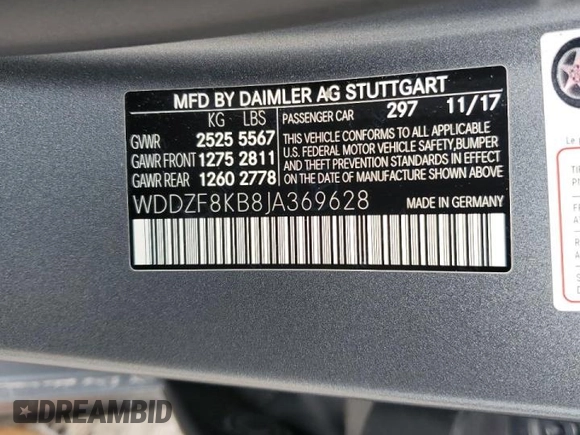 MFD BY DAIMLER AG STUTTGART
KG LBS
GVWR 2525 5567
GAWR FRONT 1275 2811
GAWR REAR 1260 2778
PASSENGER CAR 297 11/17
THIS VEHICLE CONFORMS TO ALL APPLICABLE
U.S. FEDERAL MOTOR VEHICLE SAFETY, BUMPER
AND THEFT PREVENTION STANDARDS IN EFFECT
ON THE DATE OF MANUFACTURE SHOWN ABOVE.
WDDZF8KB8JA369628
MADE IN GERMANY
Le
DREAMBID